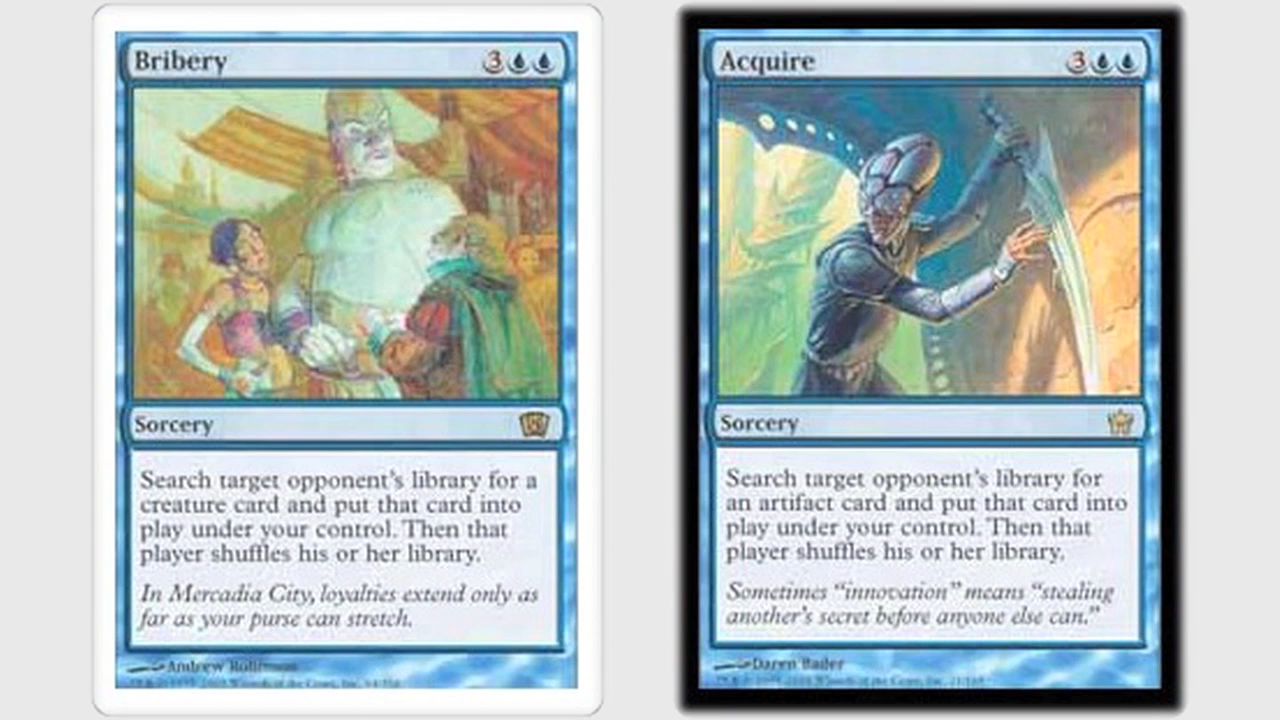 Bribery
3
Sorcery
Search target opponent's library for a
creature card and put that card into
play under your control. Then that
player shuffles his or her library.
In Mercadia City, loyalties extend only as
far as your purse can stretch.
Andrew Robinson
Acquire
3
Sorcery
Search target opponent's library for
an artifact card and put that card into
play under your control. Then that
player shuffles his or her library.
Sometimes “innovation” means “stealing
another's secret before anyone else can.”
Daren Bader